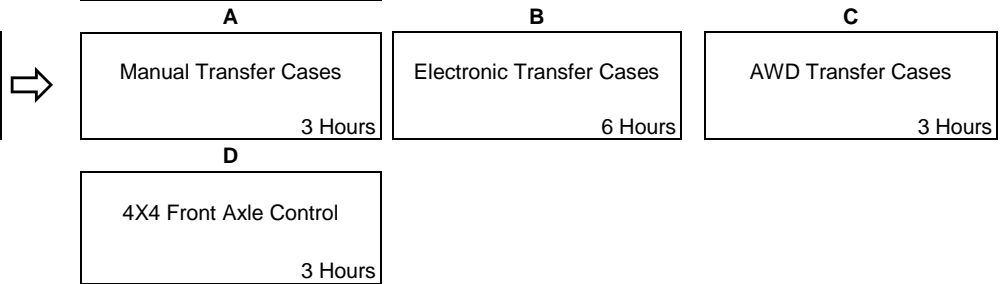 A
Manual Transfer Cases
3 Hours
B
Electronic Transfer Cases
6 Hours
C
AWD Transfer Cases
3 Hours
D
4X4 Front Axle Control
3 Hours